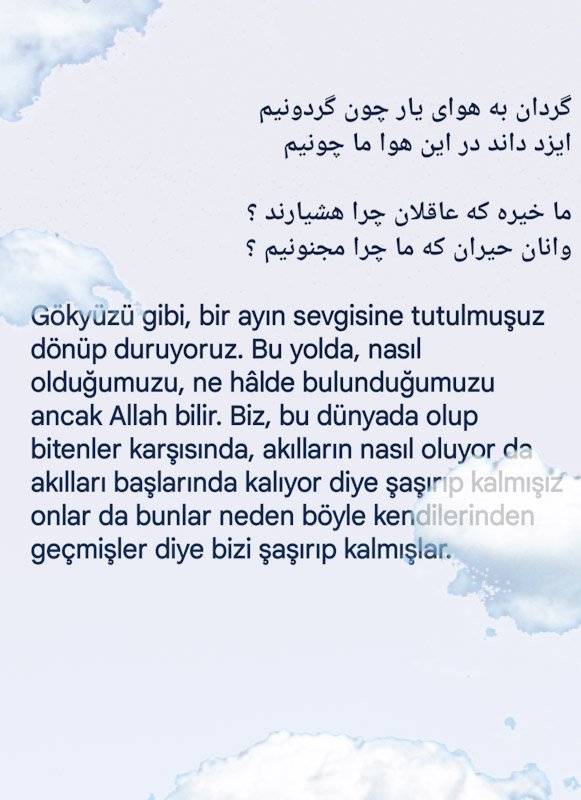 گردان به هوای یار چون گردونیم
ایزد داند در این هوا ما چونیم
ما خیره که عاقلان چرا هشیارند ؟
وانان حیران که ما چرا مجنونیم ؟
Gökyüzü gibi, bir ayın sevgisine tutulmuşuz
dönüp duruyoruz. Bu yolda, nasıl
olduğumuzu, ne hâlde bulunduğumuzu
ancak Allah bilir. Biz, bu dünyada olup
bitenler karşısında, akılların nasıl oluyor da
akılları başlarında kalıyor diye şaşırıp kalmışız
onlar da bunlar neden böyle kendilerinden
geçmişler diye bizi şaşırıp kalmışlar.